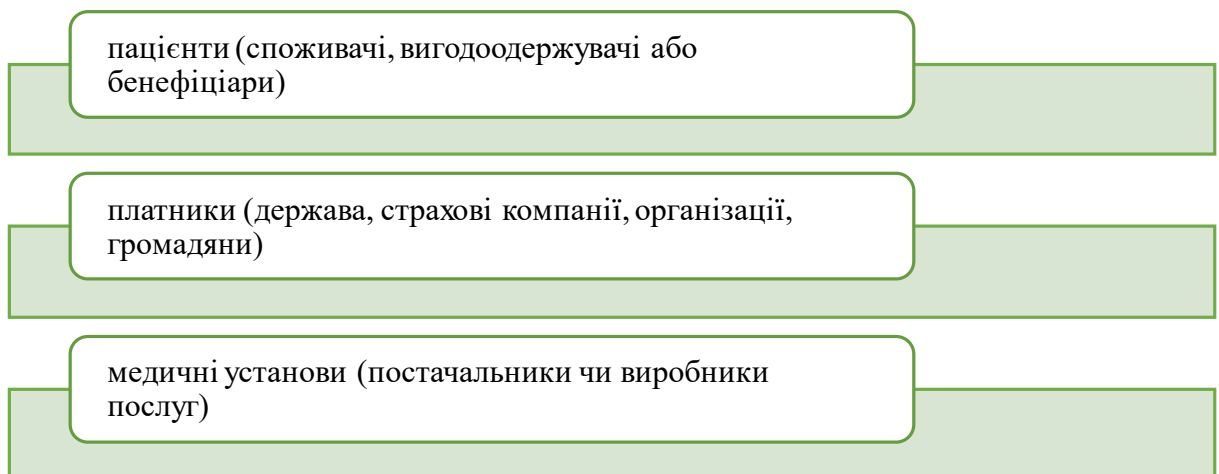 пацієнти (споживачі, вигодоодержувачі або
бенефіціари)
платники (держава, страхові компанії, організації,
громадяни)
медичні установи (постачальники чи виробники
послуг)